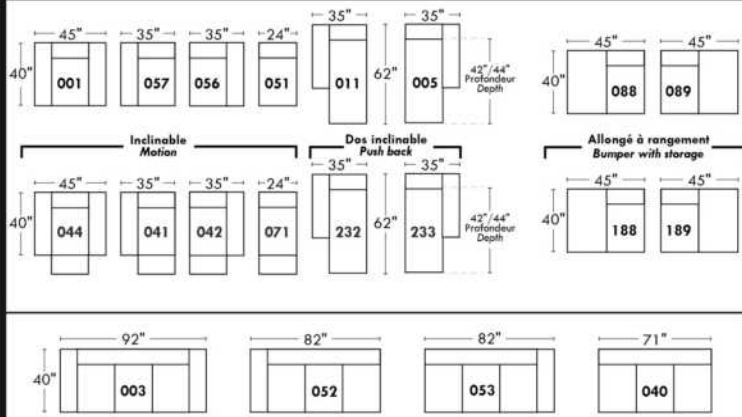 45" 35" 35" 24" 35" 35" 45" 45"
40" 001 057 056 051 011 62" 005 42"/44" Profondeur Depth 40" 088 089
Inclinable Dos inclinable Allongé à rangement
Motion Push back Bumper with storage
45" 35" 35" 24" 35" 35" 45" 45"
40" 044 041 042 071 232 62" 233 42"/44" Profondeur Depth 40" 188 189
92" 82" 82" 71"
40" 003 052 053 040